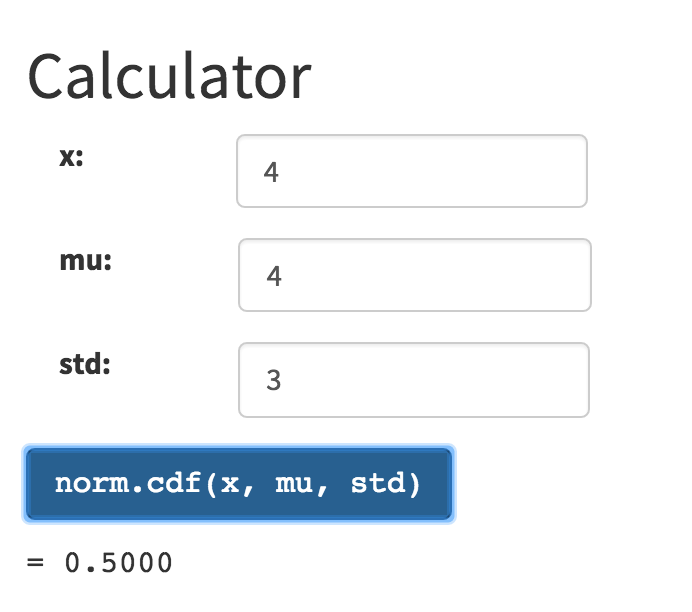 Calculator
x: 4
mu: 4
std: 3
norm.cdf(x, mu, std)
= 0.5000